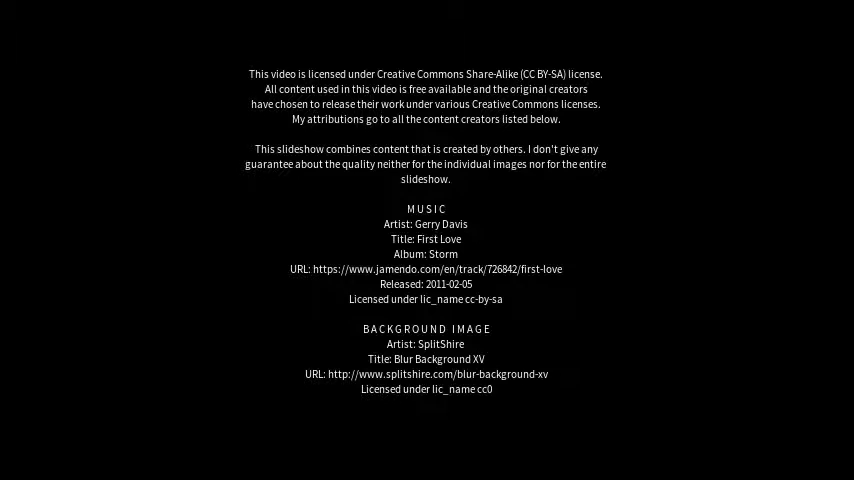 This video is licensed under Creative Commons Share-Alike (CC BY-SA) license.
All content used in this video is free available and the original creators
have chosen to release their work under various Creative Commons licenses.
My attributions go to all the content creators listed below.
This slideshow combines content that is created by others. I don't give any
guarantee about the quality neither for the individual images nor for the entire
slideshow.
MUSIC
Artist: Gerry Davis
Title: First Love
Album: Storm
URL: https://www.jamendo.com/en/track/726842/first-love
Released: 2011-02-05
Licensed under lic_name cc-by-sa
BACKGROUND IMAGE
Artist: SplitShire
Title: Blur Background XV
URL: http://www.splitshire.com/blur-background-xv
Licensed under lic_name cc0